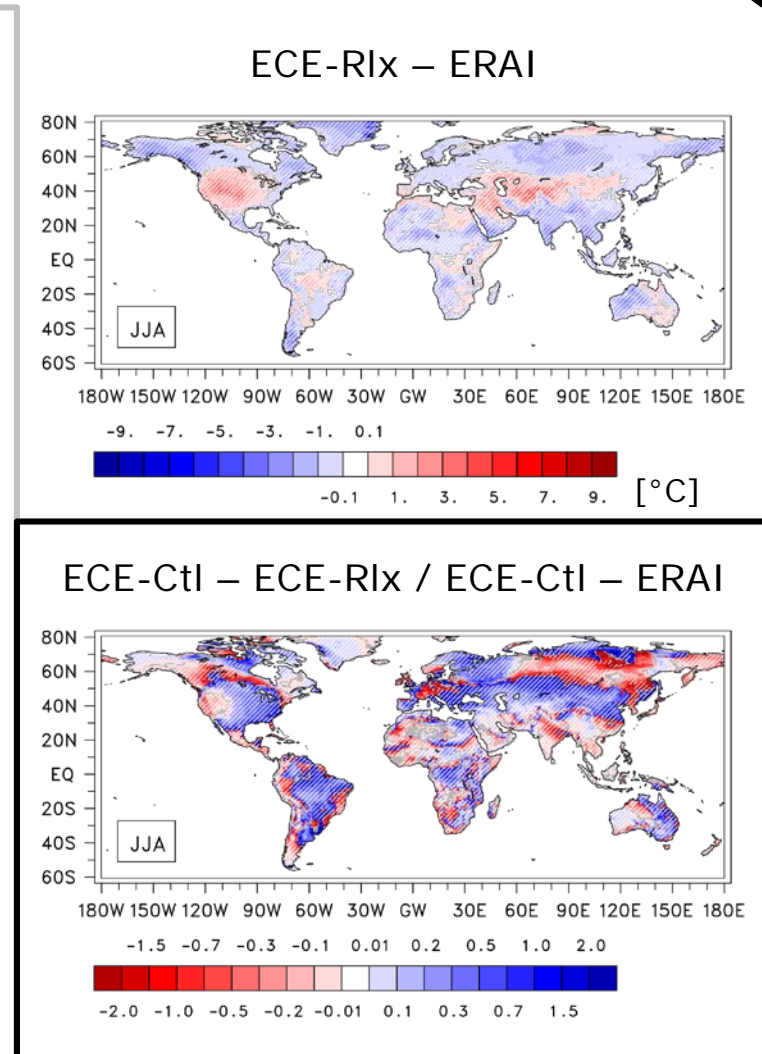 ECE-Rlx – ERAI
80N
60N
40N
20N
EQ
20S
40S
60S
JJA
180W 150W 120W 90W 60W 30W GW 30E 60E 90E 120E 150E 180E
-9. -7. -5. -3. -1. 0.1
-0.1 1. 3. 5. 7. 9. [°C]
ECE-Ctl – ECE-Rlx / ECE-Ctl – ERAI
80N
60N
40N
20N
EQ
20S
40S
60S
JJA
180W 150W 120W 90W 60W 30W GW 30E 60E 90E 120E 150E 180E
-1.5 -0.7 -0.3 -0.1 0.01 0.2 0.5 1.0 2.0
-2.0 -1.0 -0.5 -0.2 -0.01 0.1 0.3 0.7 1.5